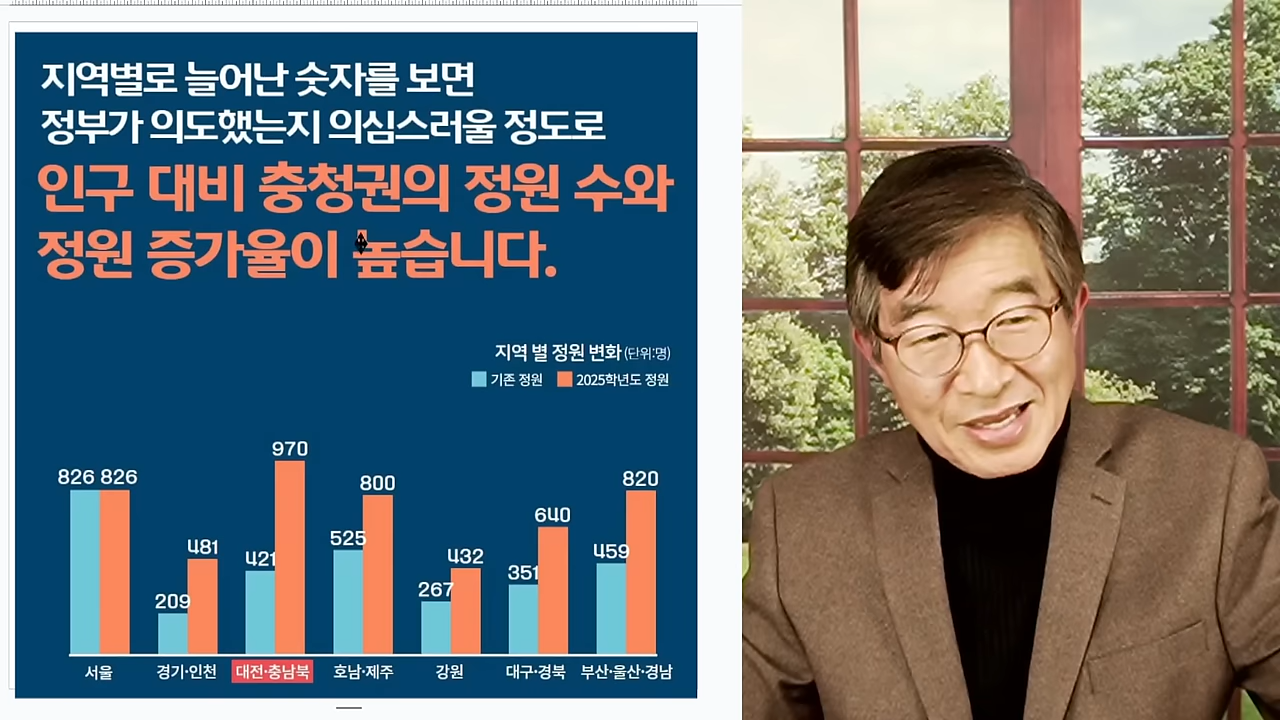 지역별로 늘어난 숫자를 보면
정부가 의도했는지 의심스러울 정도로
인구 대비 충청권의 정원 수와
정원 증가율이 높습니다.
지역 별 정원 변화 (단위:명)
기존 정원 2025학년도 정원
826 826
209 481
421 970
525 800
267 432
351 640
459 820
서울 경기·인천 대전·충남북 호남·제주 강원 대구·경북 부산·울산·경남